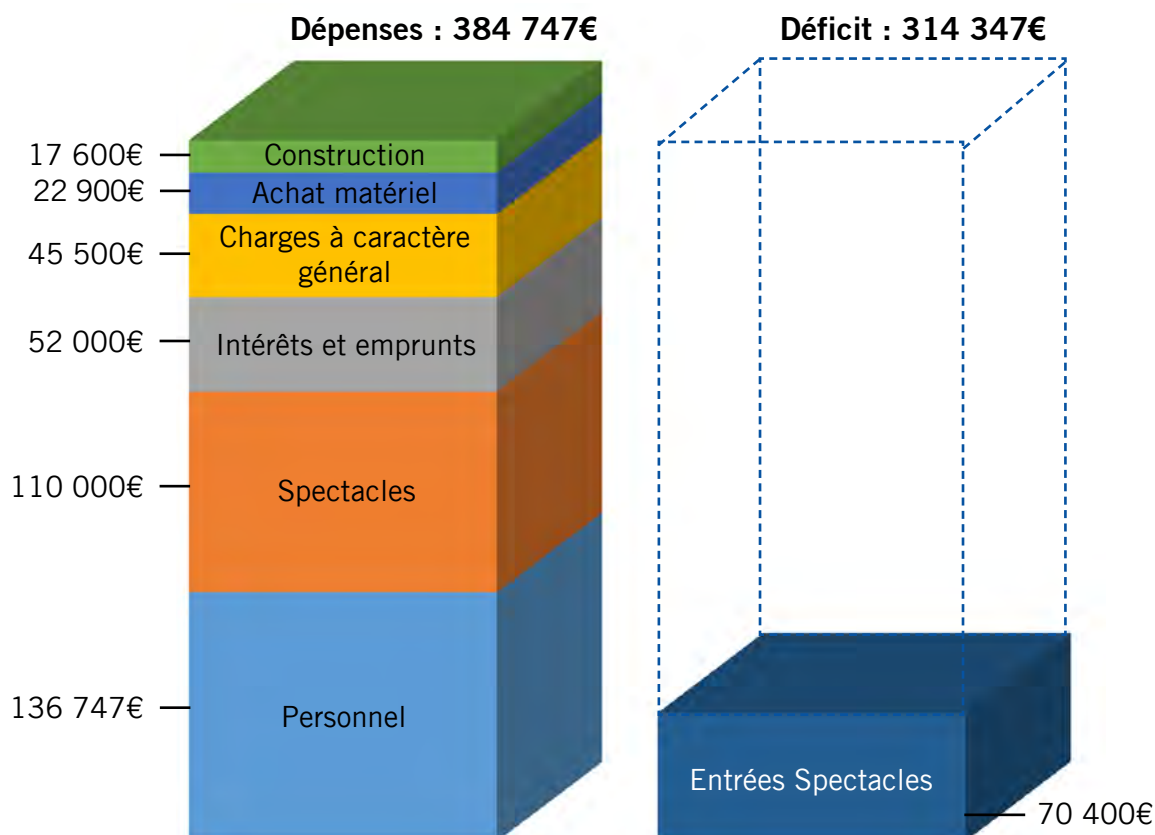 Dépenses : 384 747€
Déficit : 314 347€
17 600€
Construction
22 900€
Achat matériel
45 500€
Charges à caractère
général
52 000€
Intérêts et emprunts
110 000€
Spectacles
136 747€
Personnel
Entrées Spectacles
70 400€